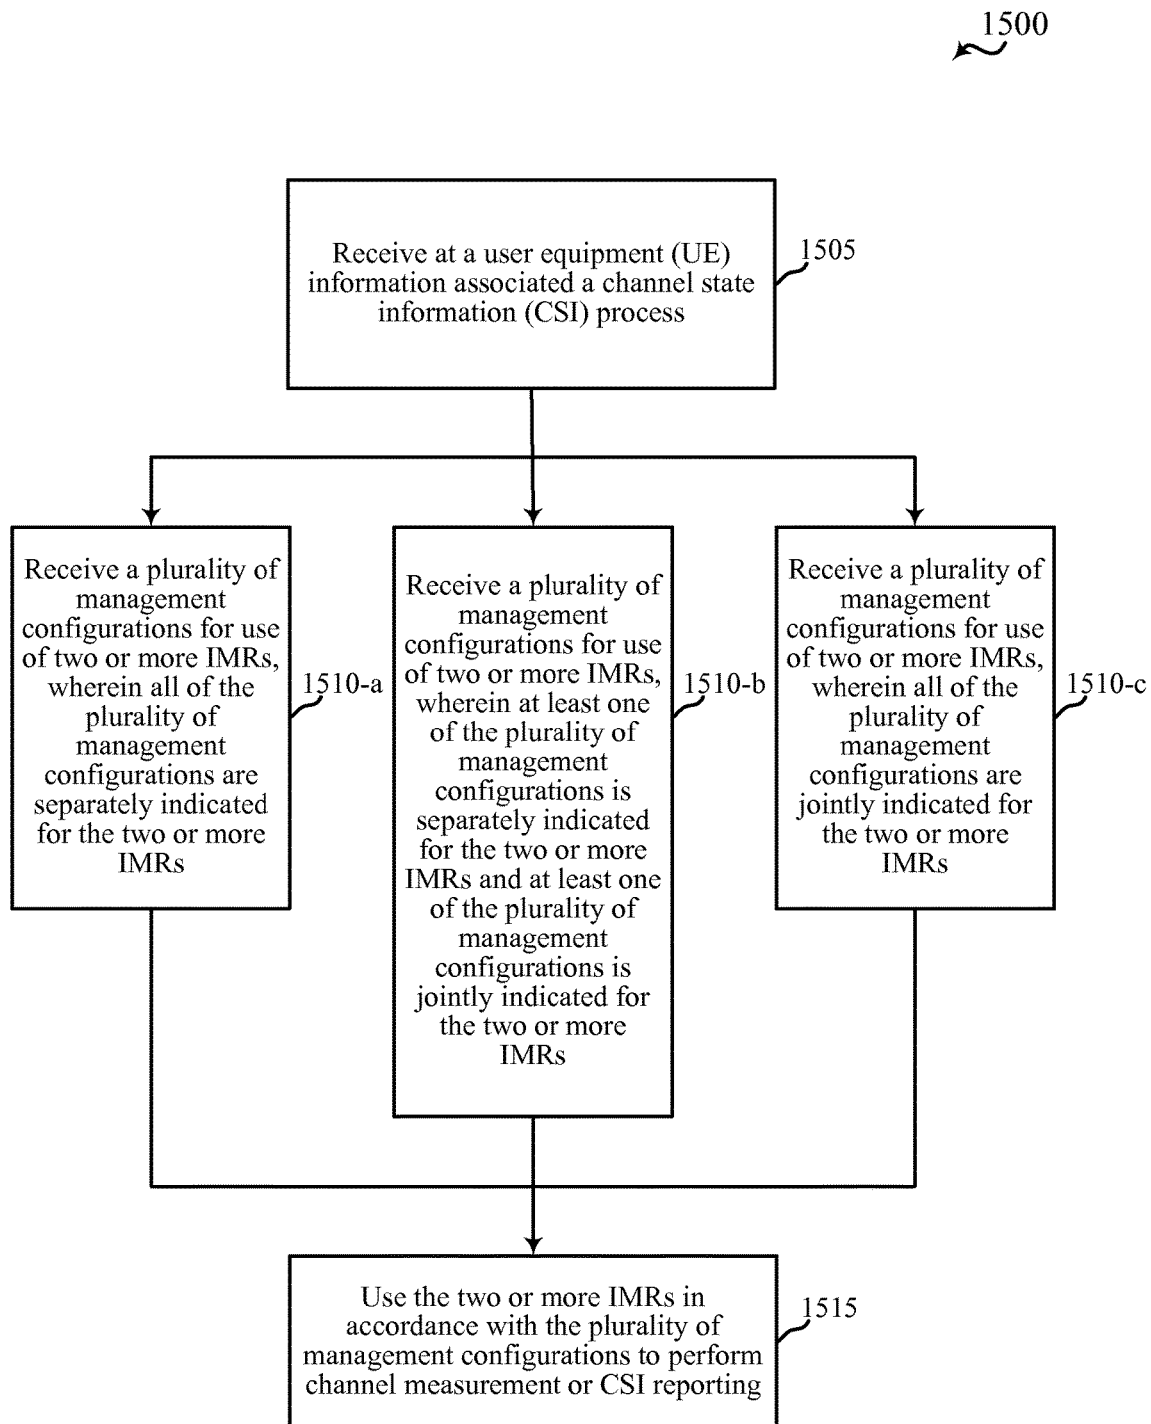 1500
Receive at a user equipment (UE)
information associated a channel state
information (CSI) process
1505
Receive a plurality of
management
configurations for use
of two or more IMRs,
wherein all of the
plurality of
management
configurations are
separately indicated
for the two or more
IMRs
1510-a
Receive a plurality of
management
configurations for use
of two or more IMRs,
wherein at least one
of the plurality of
management
configurations is
separately indicated
for the two or more
IMRs and at least one
of the plurality of
management
configurations is
jointly indicated for
the two or more
IMRs
1510-b
Receive a plurality of
management
configurations for use
of two or more IMRs,
wherein all of the
plurality of
management
configurations are
jointly indicated for
the two or more
IMRs
1510-c
Use the two or more IMRs in
accordance with the plurality of
management configurations to perform
channel measurement or CSI reporting
1515